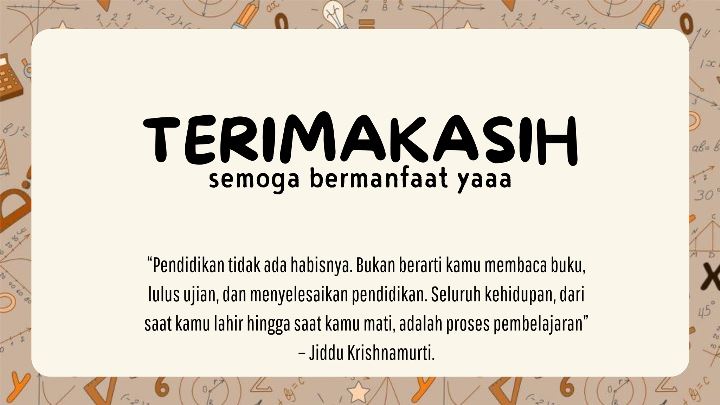 TERIMAKASIH
semoga bermanfaat yaaa
“Pendidikan tidak ada habisnya. Bukan berarti kamu membaca buku,
lulus ujian, dan menyelesaikan pendidikan. Seluruh kehidupan, dari
saat kamu lahir hingga saat kamu mati, adalah proses pembelajaran”
– Jiddu Krishnamurti.